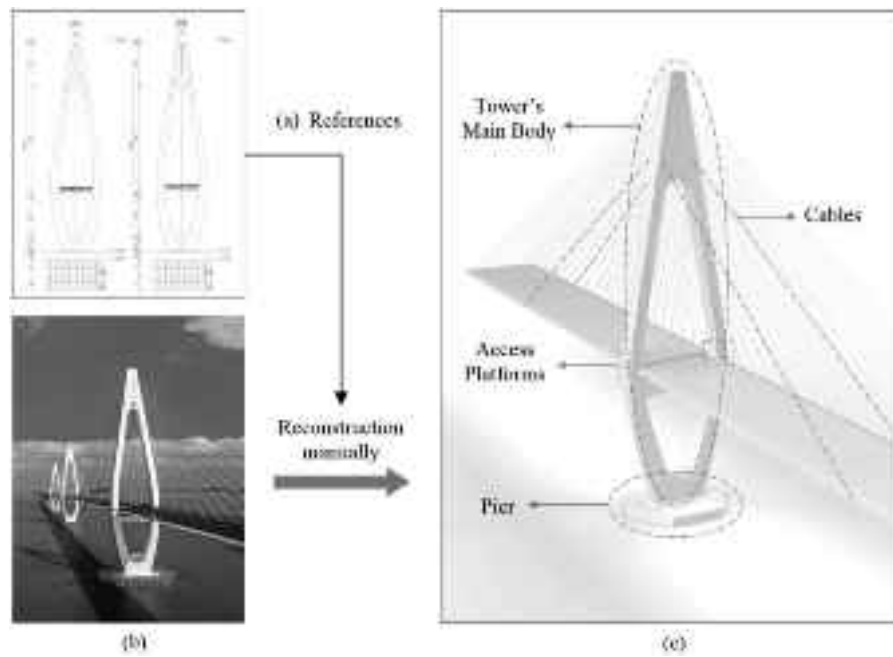 (a) References
Reconstruction
manually
(b)
Tower's
Main Body
Cables
Access
Platforms
Pier
(c)